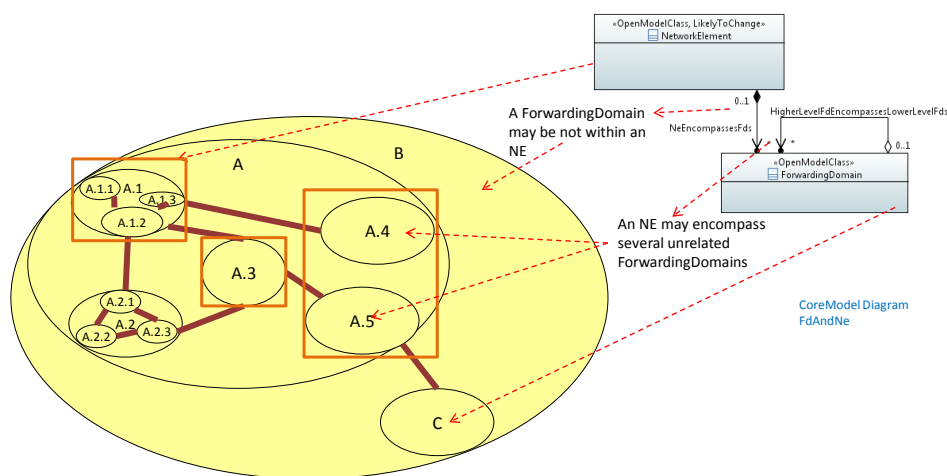 «OpenModelClass, LikelyToChange»
NetworkElement
0..1
HigherLevelFdEncompassesLowerLevelFds
NeEncompassesFds
*
0..1
«OpenModelClass»
ForwardingDomain
A ForwardingDomain
may be not within an
NE
An NE may encompass
several unrelated
ForwardingDomains
CoreModel Diagram
FdAndNe
B
A
A.1.1
A.1
A.1.3
A.1.2
A.4
A.3
A.5
A.2.1
A.2
A.2.2
A.2.3
C